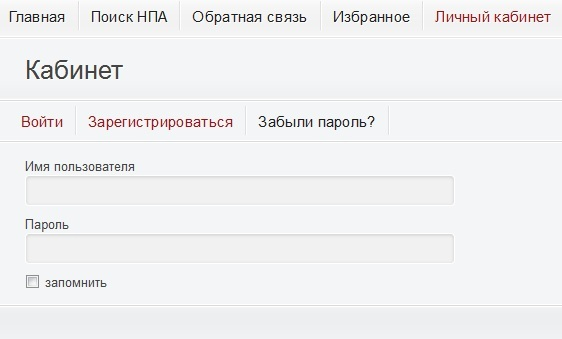 Главная Поиск НПА Обратная связь Избранное Личный кабинет
Кабинет
Войти Зарегистрироваться Забыли пароль?
Имя пользователя
Пароль
запомнить